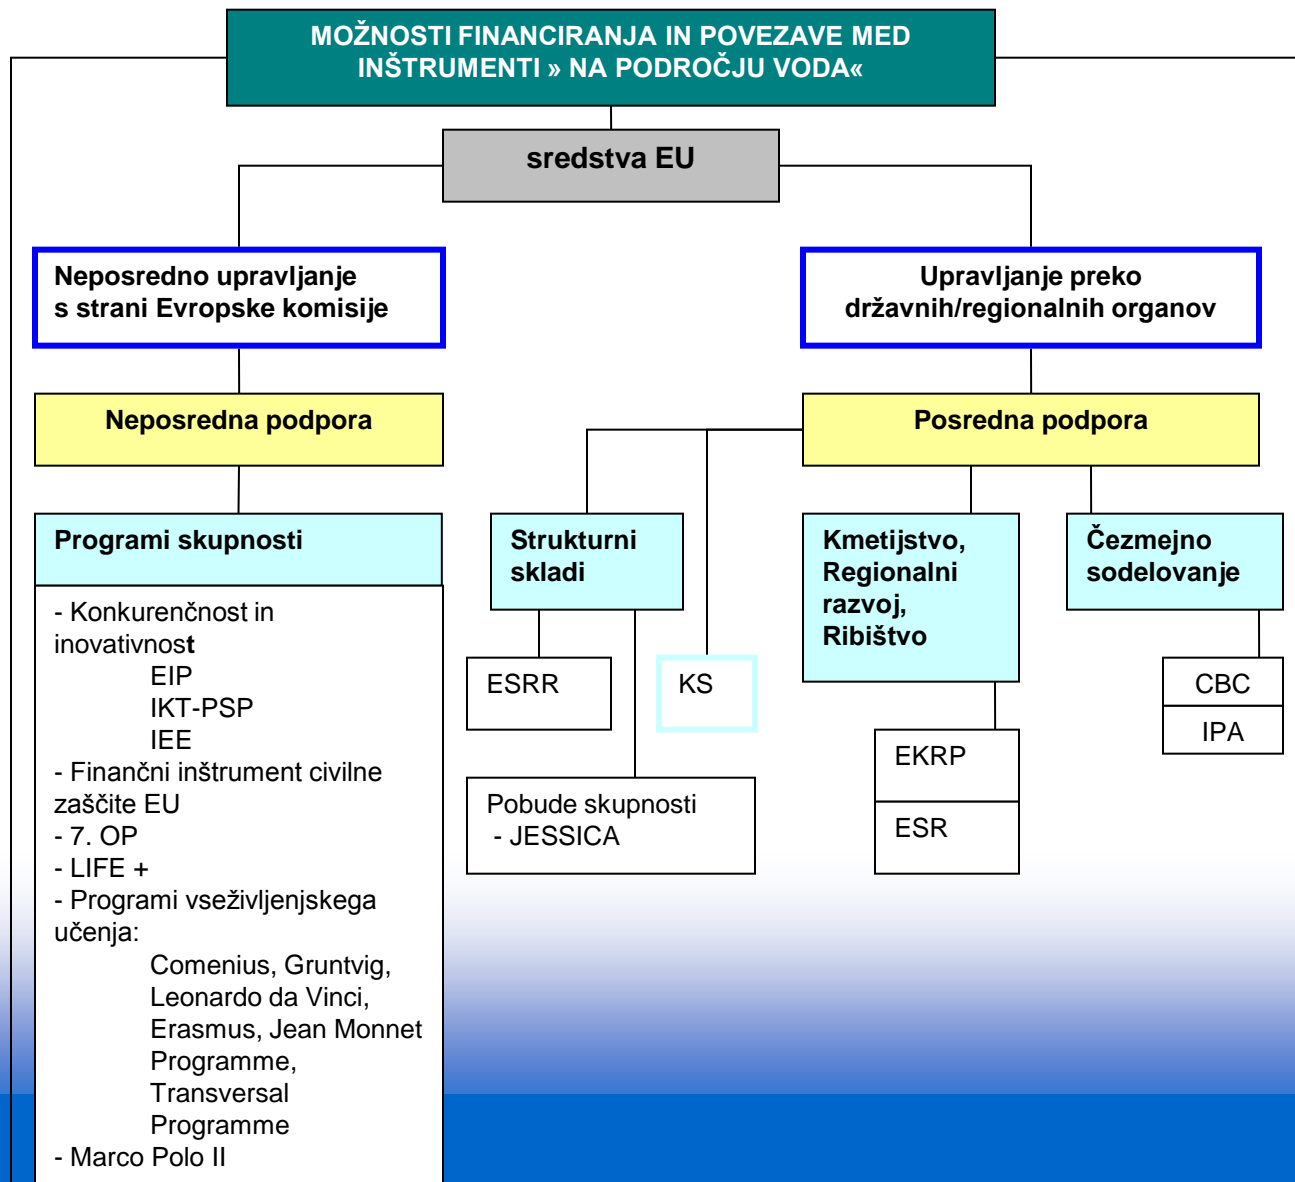 MOŽNOSTI FINANCIRANJA IN POVEZAVE MED
INŠTRUMENTI » NA PODROČJU VODA«
sredstva EU
Neposredno upravljanje
s strani Evropske komisije
Upravljanje preko
državnih/regionalnih organov
Neposredna podpora
Posredna podpora
Programi skupnosti
- Konkurenčnost in
inovativnost
EIP
IKT-PSP
IEE
- Finančni inštrument civilne
zaščite EU
- 7. OP
- LIFE +
- Programi vseživljenjskega
učenja:
Comenius, Gruntvig,
Leonardo da Vinci,
Erasmus, Jean Monnet
Programme,
Transversal
Programme
- Marco Polo II
Strukturni
skladi
ESRR
Pobude skupnosti
- JESSICA
KS
Kmetijstvo,
Regionalni
razvoj,
Ribištvo
EKRP
ESR
Čezmejno
sodelovanje
CBC
IPA